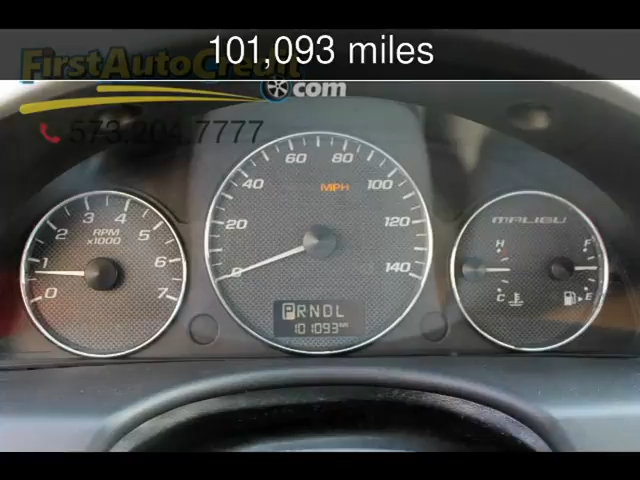 101,093 miles
FirstAutoCredit
.com
573.204.7777
0 1 2 3 4 5 6 7
RPM
x1000
0 20 40 60 80 100 120 140
MPH
PRNDL
101093
MALIBU
H
C
F
E